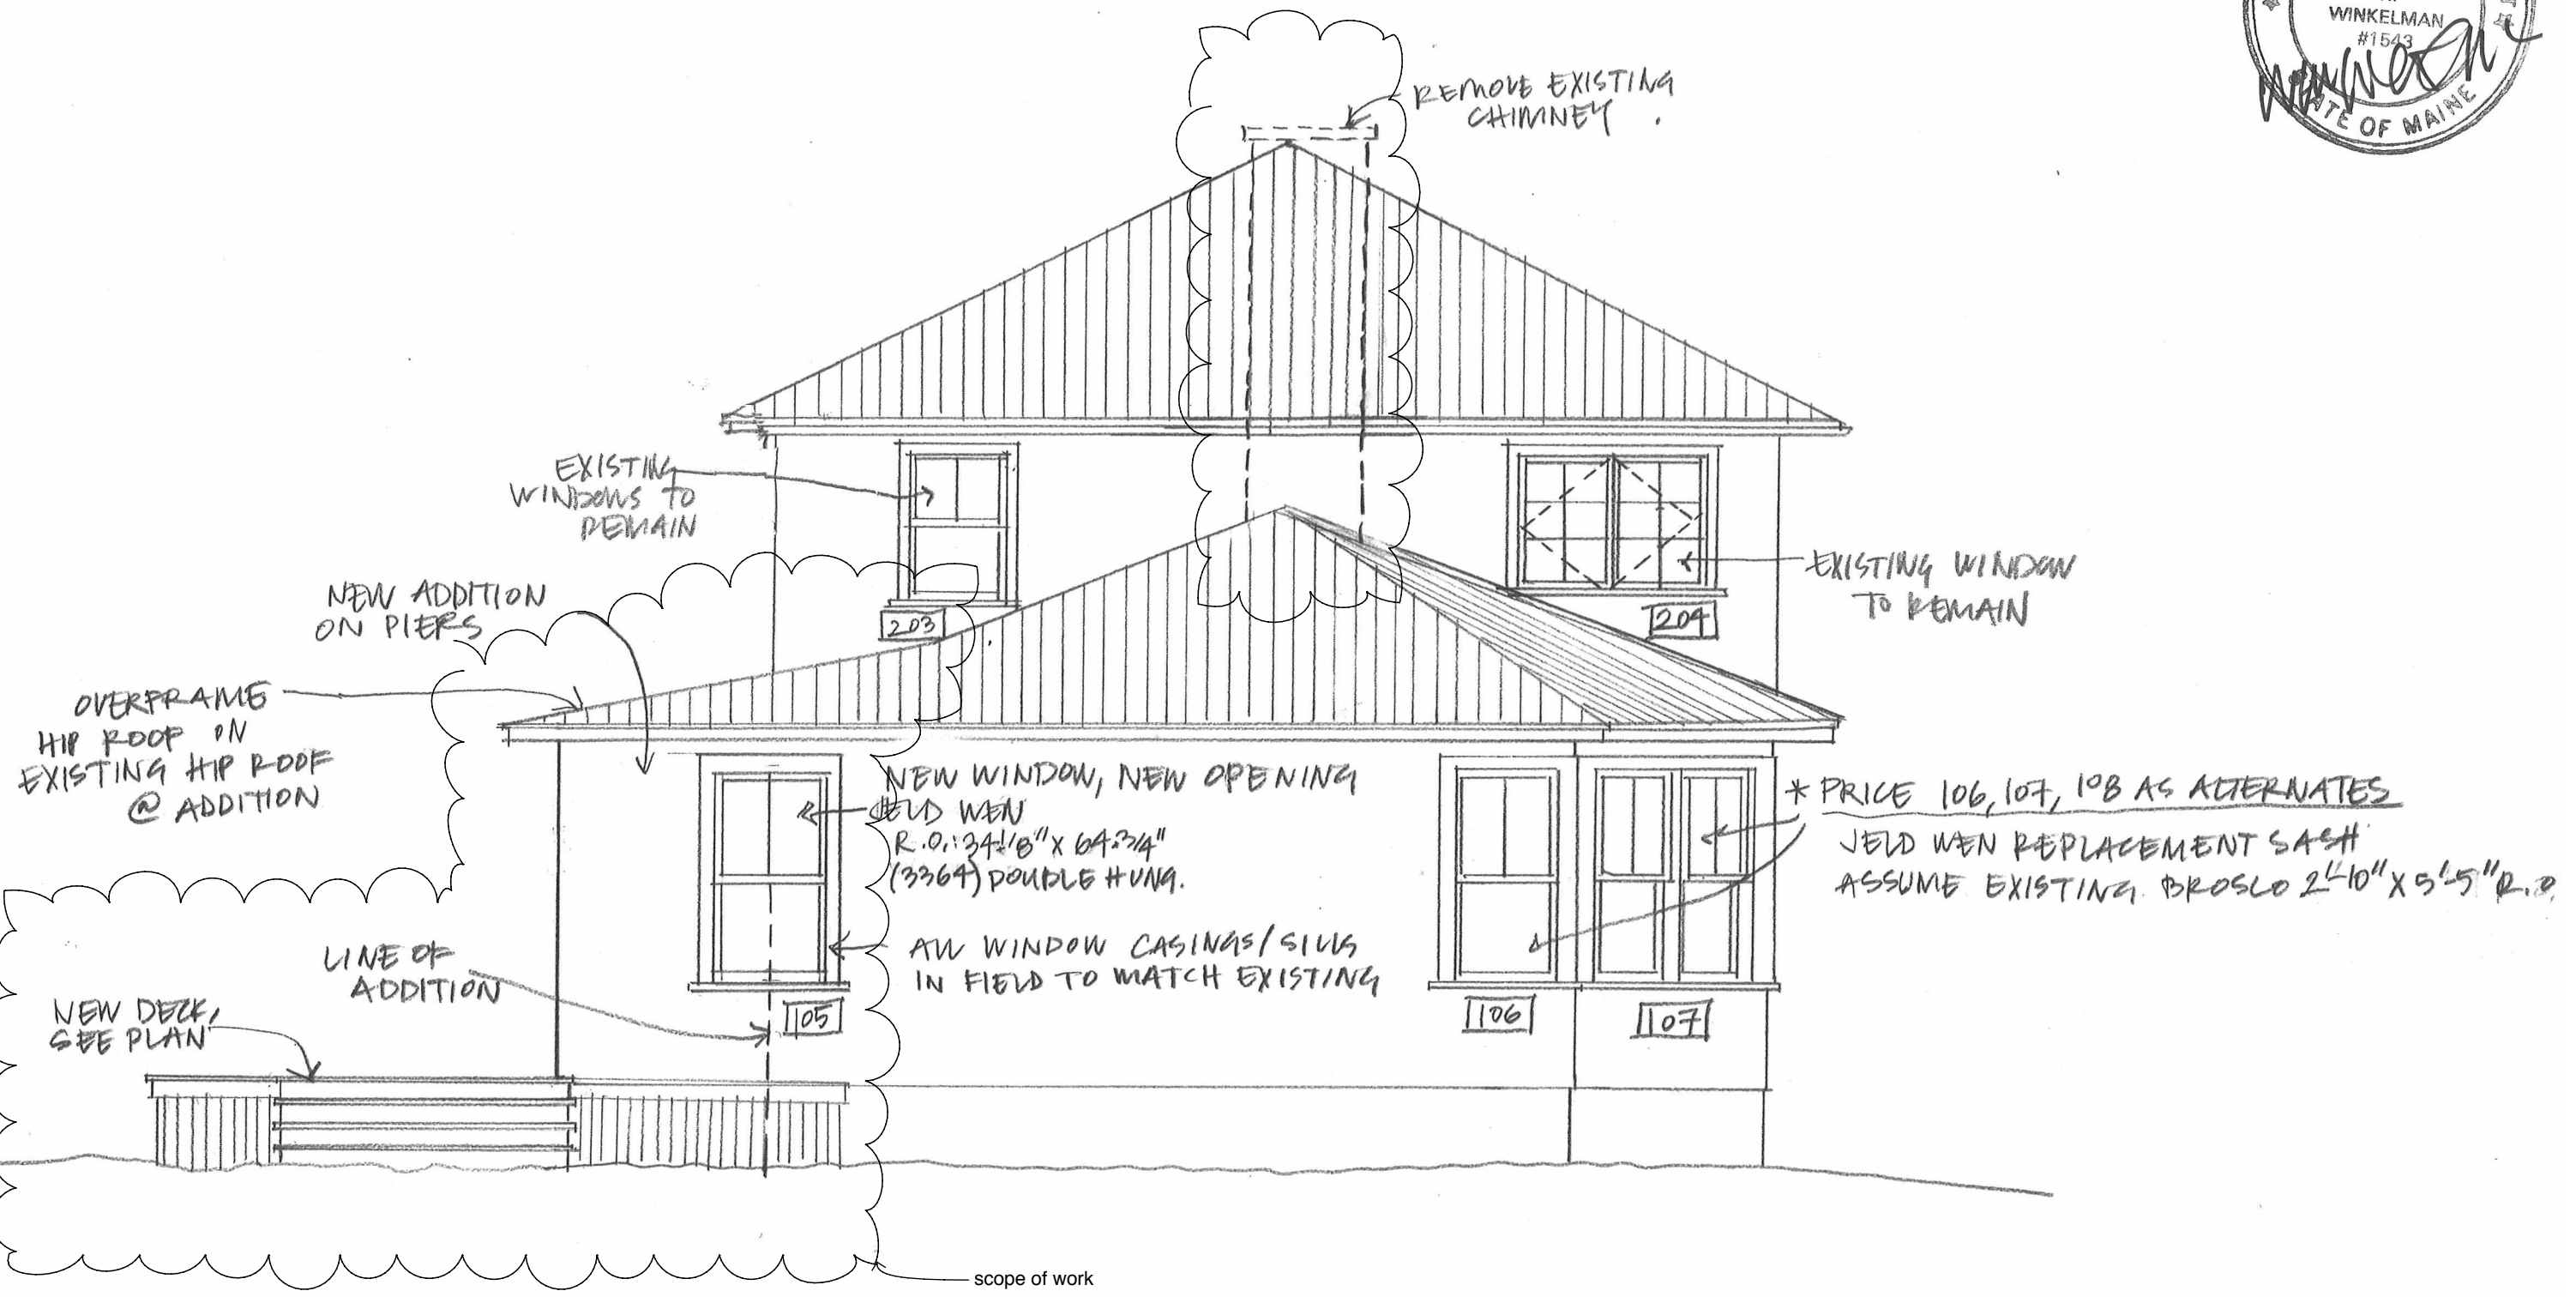 WINKELMAN
#1543
ATE OF MAINE
REMOVE EXISTING
CHIMNEY
EXISTING
WINDOWS TO
REMAIN
203
EXISTING WINDOW
TO REMAIN
204
NEW ADDITION
ON PIERS
OVERFRAME
HIP ROOF ON
EXISTING HIP ROOF
@ ADDITION
NEW WINDOW, NEW OPENING
JELD WEN
R.O.: 34 1/8" X 64 3/4"
(3364) DOUBLE HUNG.
ALL WINDOW CASINGS/SILLS
IN FIELD TO MATCH EXISTING
105
* PRICE 106, 107, 108 AS ALTERNATES
JELD WEN REPLACEMENT SASH
ASSUME EXISTING BROSCO 2'-10" X 5'-5" R.O.
106
107
LINE OF
ADDITION
NEW DECK,
SEE PLAN
scope of work